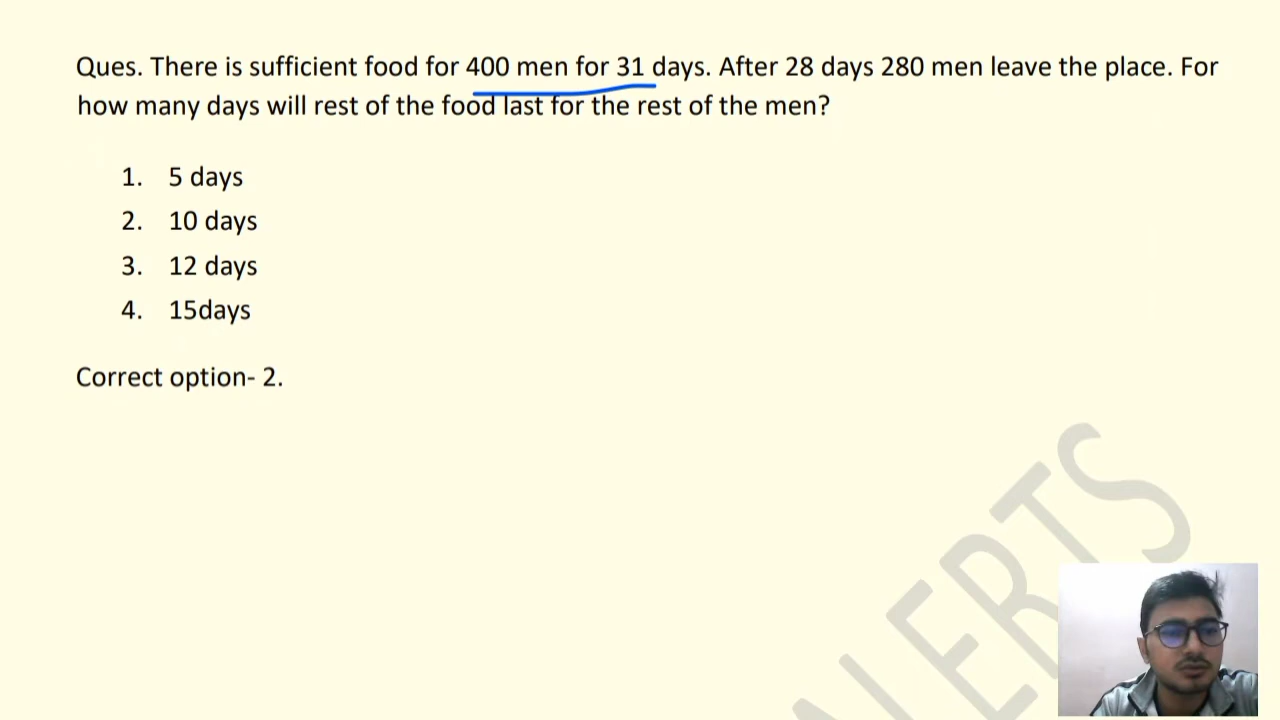 Ques. There is sufficient food for 400 men for 31 days. After 28 days 280 men leave the place. For
how many days will rest of the food last for the rest of the men?
1. 5 days
2. 10 days
3. 12 days
4. 15days
Correct option- 2.
ALERTS